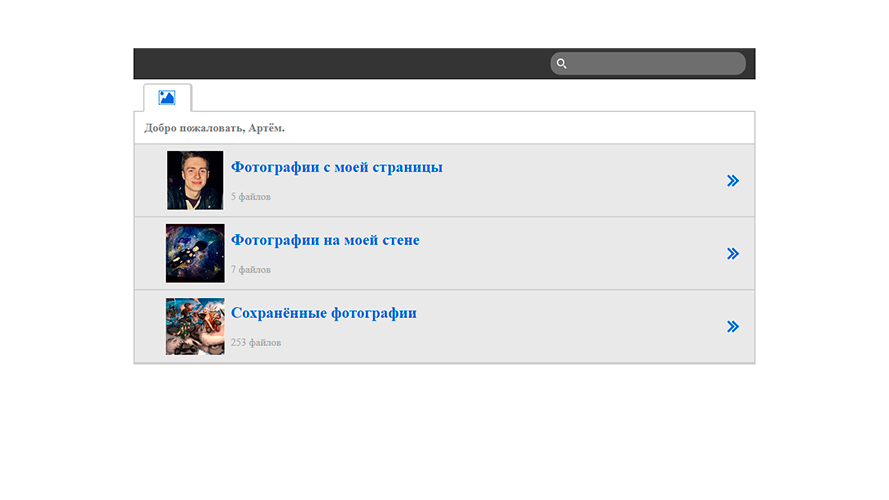 Добро пожаловать, Артём.
Фотографии с моей страницы
5 файлов
Фотографии на моей стене
7 файлов
Сохранённые фотографии
253 файлов